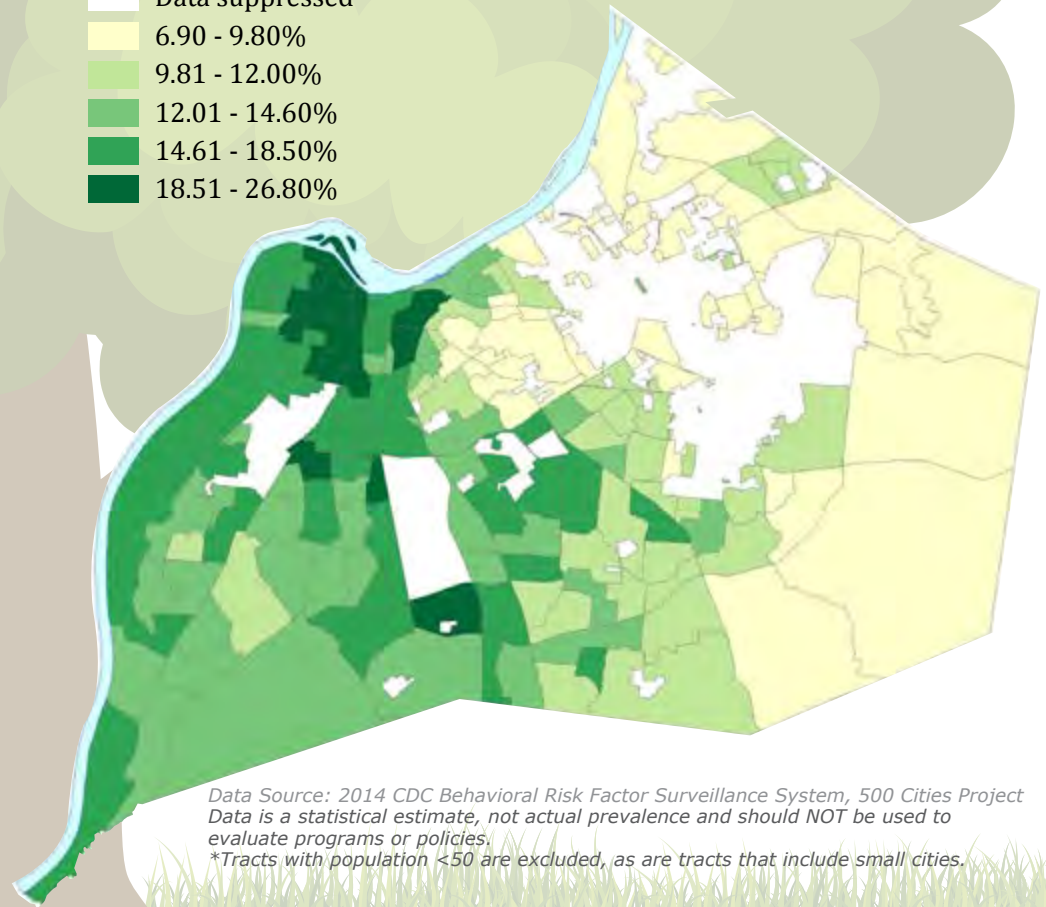 Data suppressed
6.90 - 9.80%
9.81 - 12.00%
12.01 - 14.60%
14.61 - 18.50%
18.51 - 26.80%
Data Source: 2014 CDC Behavioral Risk Factor Surveillance System, 500 Cities Project
Data is a statistical estimate, not actual prevalence and should NOT be used to
evaluate programs or policies.
*Tracts with population <50 are excluded, as are tracts that include small cities.